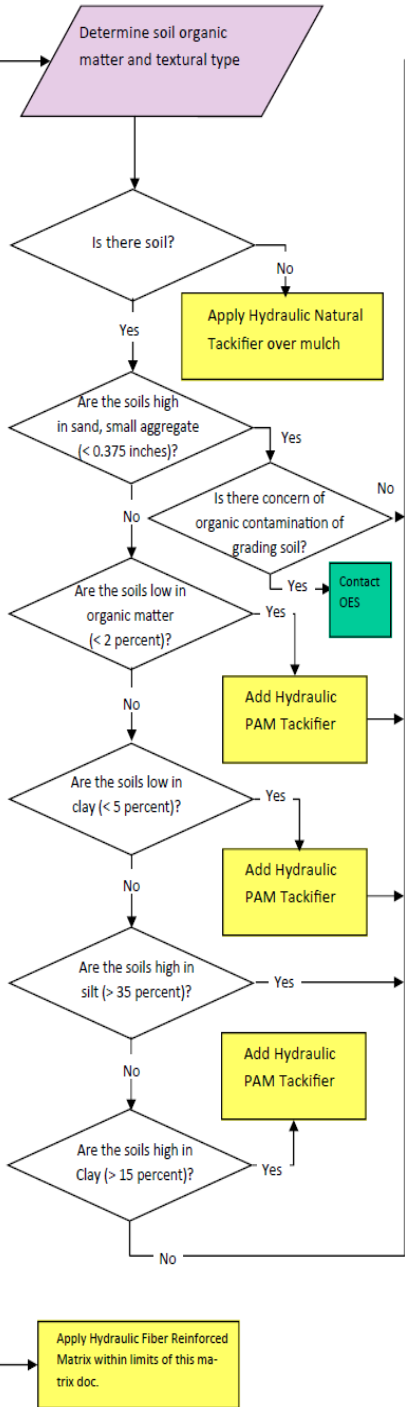 Determine soil organic
matter and textural type
Is there soil?
No
Apply Hydraulic Natural
Tackifier over mulch
Yes
Are the soils high
in sand, small aggregate
(< 0.375 inches)?
Yes
Is there concern of
organic contamination of
grading soil?
No
No
Yes
Contact
OES
Are the soils low in
organic matter
(< 2 percent)?
Yes
Add Hydraulic
PAM Tackifier
No
Are the soils low in
clay (< 5 percent)?
Yes
Add Hydraulic
PAM Tackifier
No
Are the soils high in
silt (> 35 percent)?
Yes
Add Hydraulic
PAM Tackifier
No
Are the soils high in
Clay (> 15 percent)?
Yes
No
Apply Hydraulic Fiber Reinforced
Matrix within limits of this ma-
trix doc.